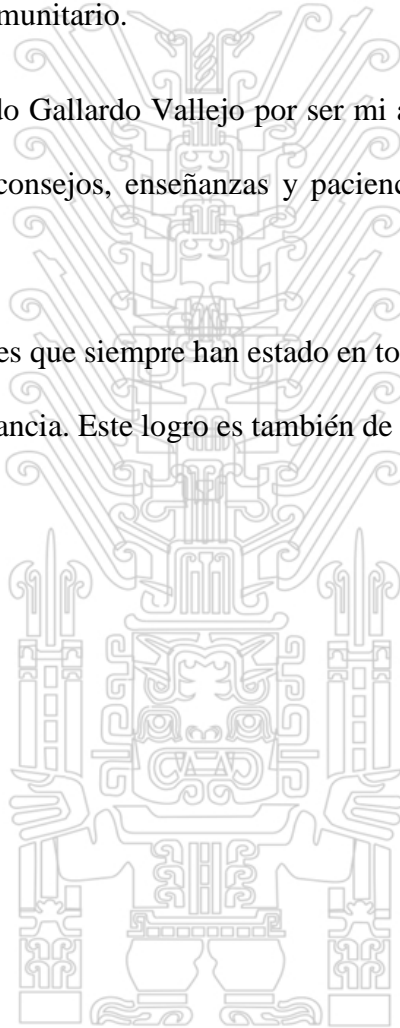 munitario.
do Gallardo Vallejo por ser mi a
consejos, enseñanzas y pacienc
es que siempre han estado en to
ancia. Este logro es también de